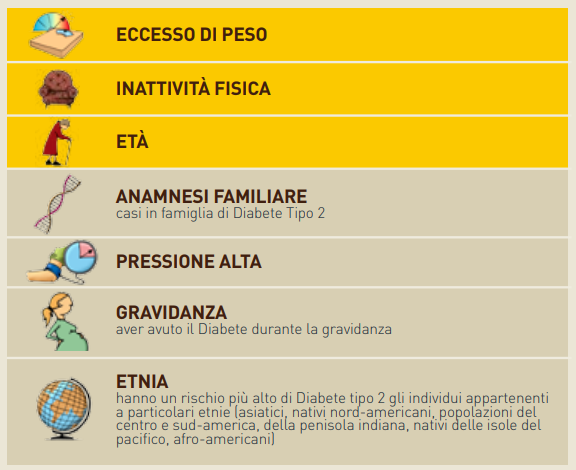 ECCESSO DI PESO
INATTIVITÀ FISICA
ETÀ
ANAMNESI FAMILIARE
casi in famiglia di Diabete Tipo 2
PRESSIONE ALTA
GRAVIDANZA
aver avuto il Diabete durante la gravidanza
ETNIA
hanno un rischio più alto di Diabete tipo 2 gli individui appartenenti
a particolari etnie (asiatici, nativi nord-americani, popolazioni del
centro e sud-america, della penisola indiana, nativi delle isole del
pacifico, afro-americani)